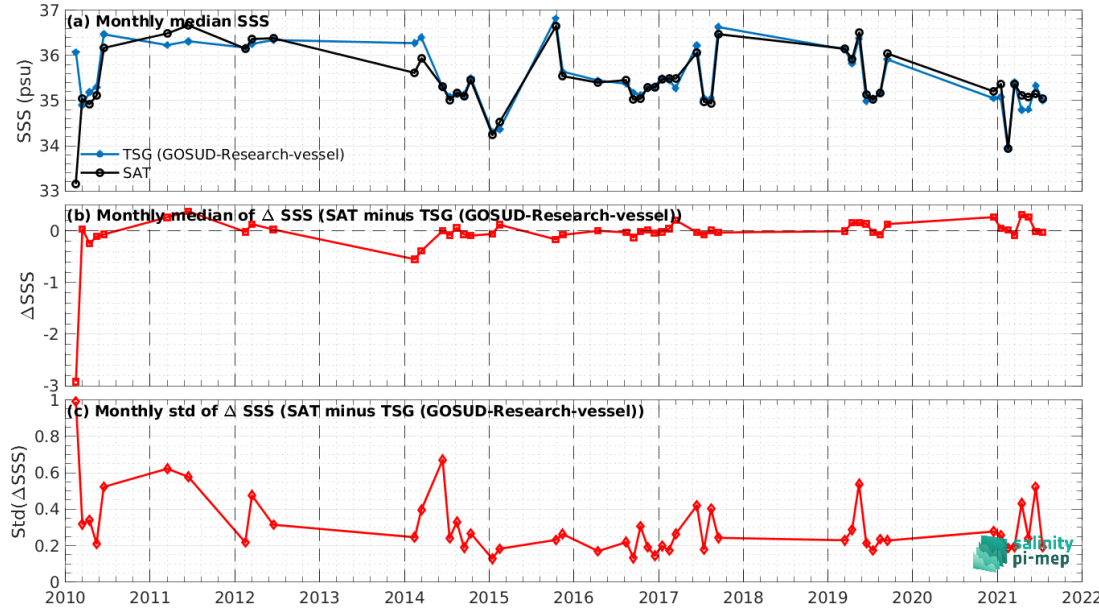 (a) Monthly median SSS
37
36
35
34
33
SSS (psu)
TSG (GOSUD-Research-vessel)
SAT
(b) Monthly median of Δ SSS (SAT minus TSG (GOSUD-Research-vessel))
0
-1
-2
-3
ΔSSS
(c) Monthly std of Δ SSS (SAT minus TSG (GOSUD-Research-vessel))
1
0.8
0.6
0.4
0.2
0
Std(ΔSSS)
salinity
pi-mep
2010 2011 2012 2013 2014 2015 2016 2017 2018 2019 2020 2021 2022